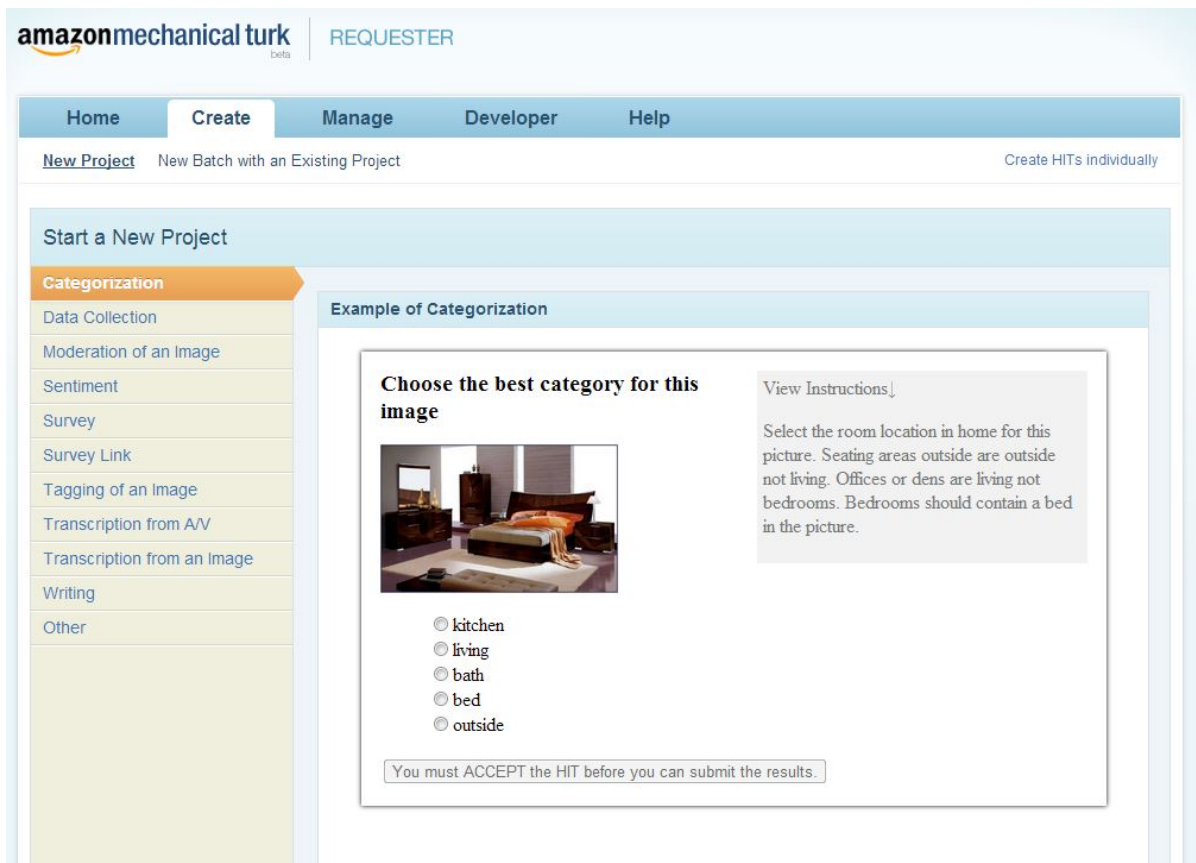 amazonmechanical turk
beta
REQUESTER
Home Create Manage Developer Help
New Project New Batch with an Existing Project Create HITs individually
Start a New Project
Categorization
Data Collection
Moderation of an Image
Sentiment
Survey
Survey Link
Tagging of an Image
Transcription from A/V
Transcription from an Image
Writing
Other
Example of Categorization
Choose the best category for this
image
View Instructions↓
Select the room location in home for this
picture. Seating areas outside are outside
not living. Offices or dens are living not
bedrooms. Bedrooms should contain a bed
in the picture.
kitchen
living
bath
bed
outside
You must ACCEPT the HIT before you can submit the results.